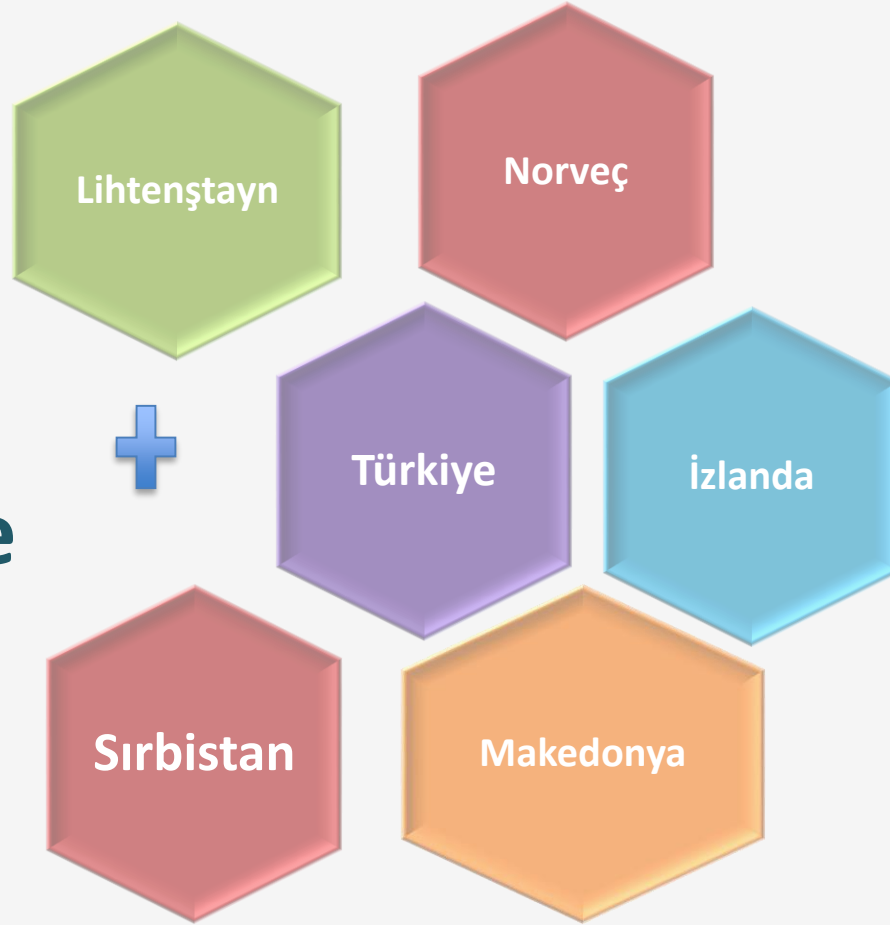 Lihtenştayn
Norveç
Türkiye
İzlanda
e
Sırbistan
Makedonya